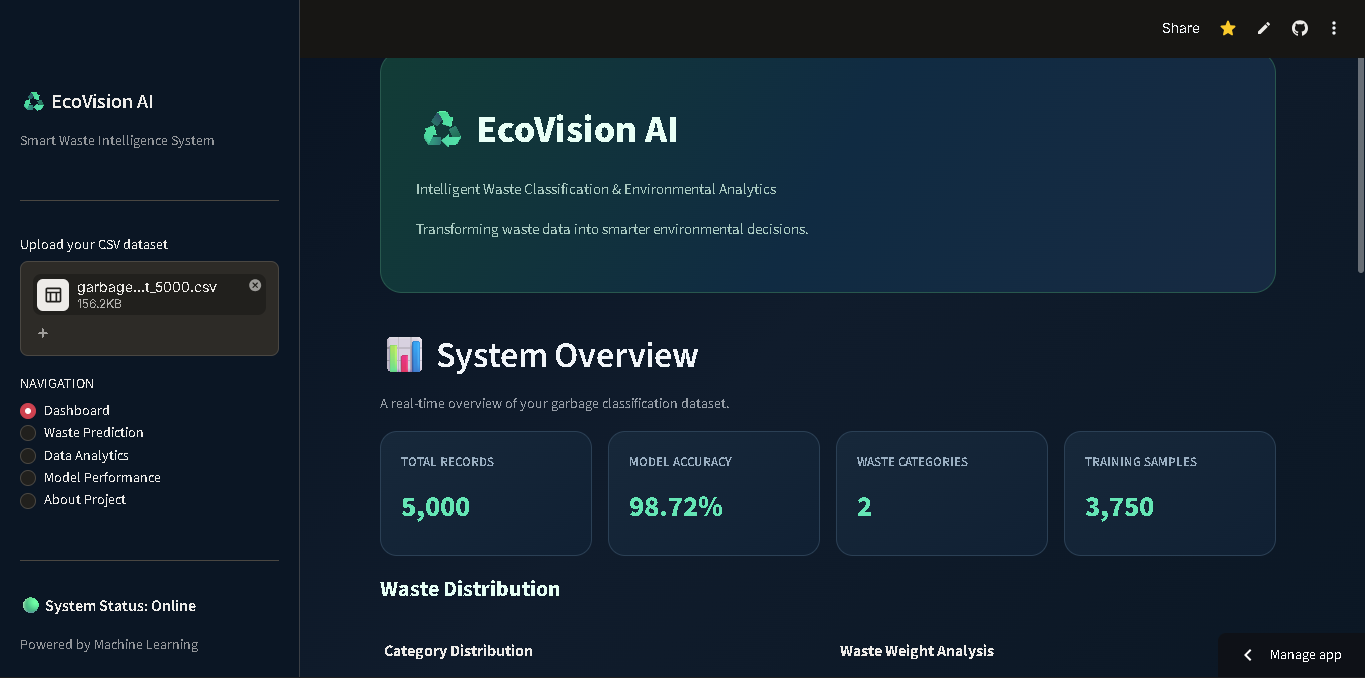 Share
EcoVision AI
Smart Waste Intelligence System
Upload your CSV dataset
garbage...t_5000.csv
156.2KB
+
NAVIGATION
Dashboard
Waste Prediction
Data Analytics
Model Performance
About Project
System Status: Online
Powered by Machine Learning
EcoVision AI
Intelligent Waste Classification & Environmental Analytics
Transforming waste data into smarter environmental decisions.
System Overview
A real-time overview of your garbage classification dataset.
TOTAL RECORDS
5,000
MODEL ACCURACY
98.72%
WASTE CATEGORIES
2
TRAINING SAMPLES
3,750
Waste Distribution
Category Distribution
Waste Weight Analysis
Manage app